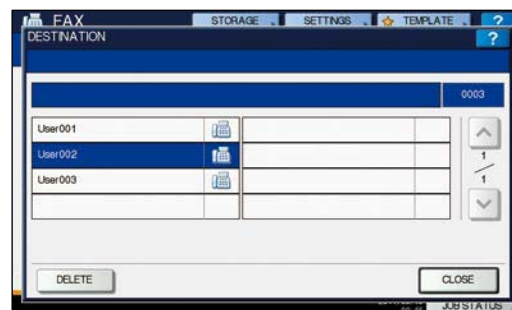 FAX STORAGE SETTINGS TEMPLATE ?
DESTINATION ?
0003
User001
User002
User003
1
1
DELETE CLOSE
JOB STATUS